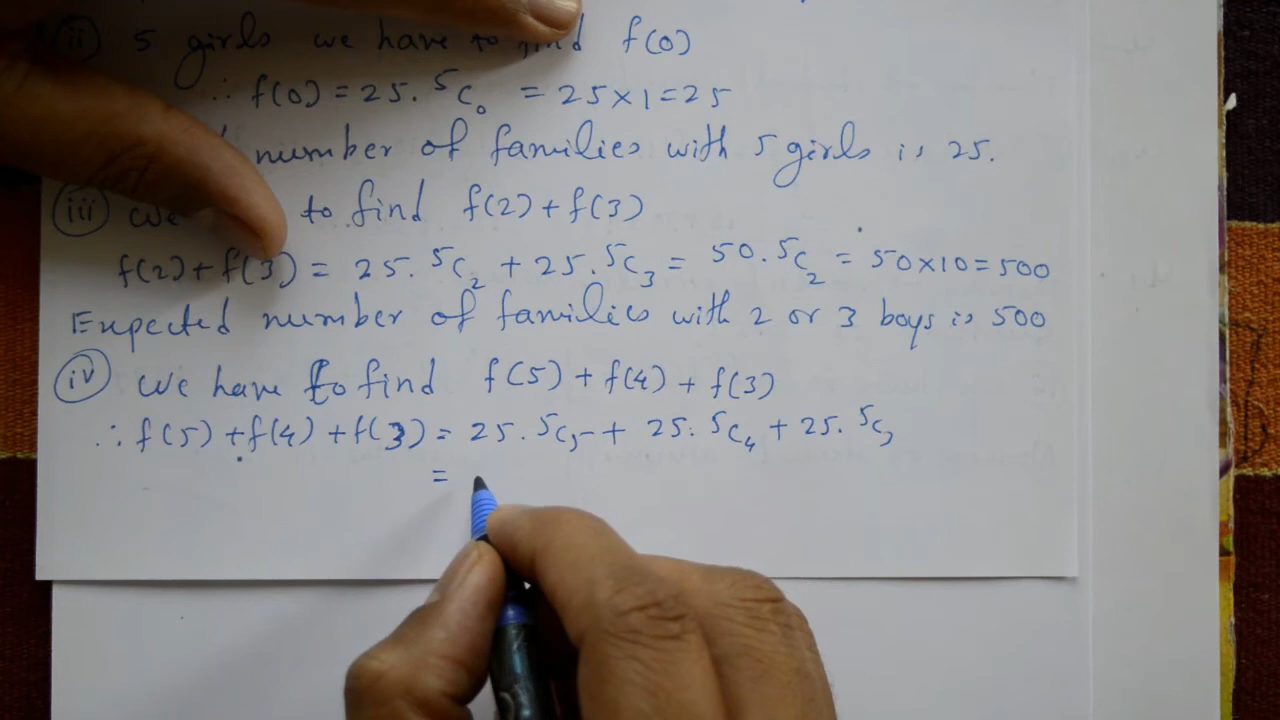 (ii) 5 girls we have to find f(0)
∴ f(0) = 25. ⁵C₀ = 25×1=25
number of families with 5 girls is 25.
(iii) we to find f(2)+f(3)
f(2)+f(3) = 25. ⁵C₂ + 25. ⁵C₃ = 50. ⁵C₂ = 50×10=500
Expected number of families with 2 or 3 boys is 500
(iv) we have to find f(5)+f(4)+f(3)
∴ f(5)+f(4)+f(3) = 25. ⁵C₅ + 25. ⁵C₄ + 25. ⁵C₃
=